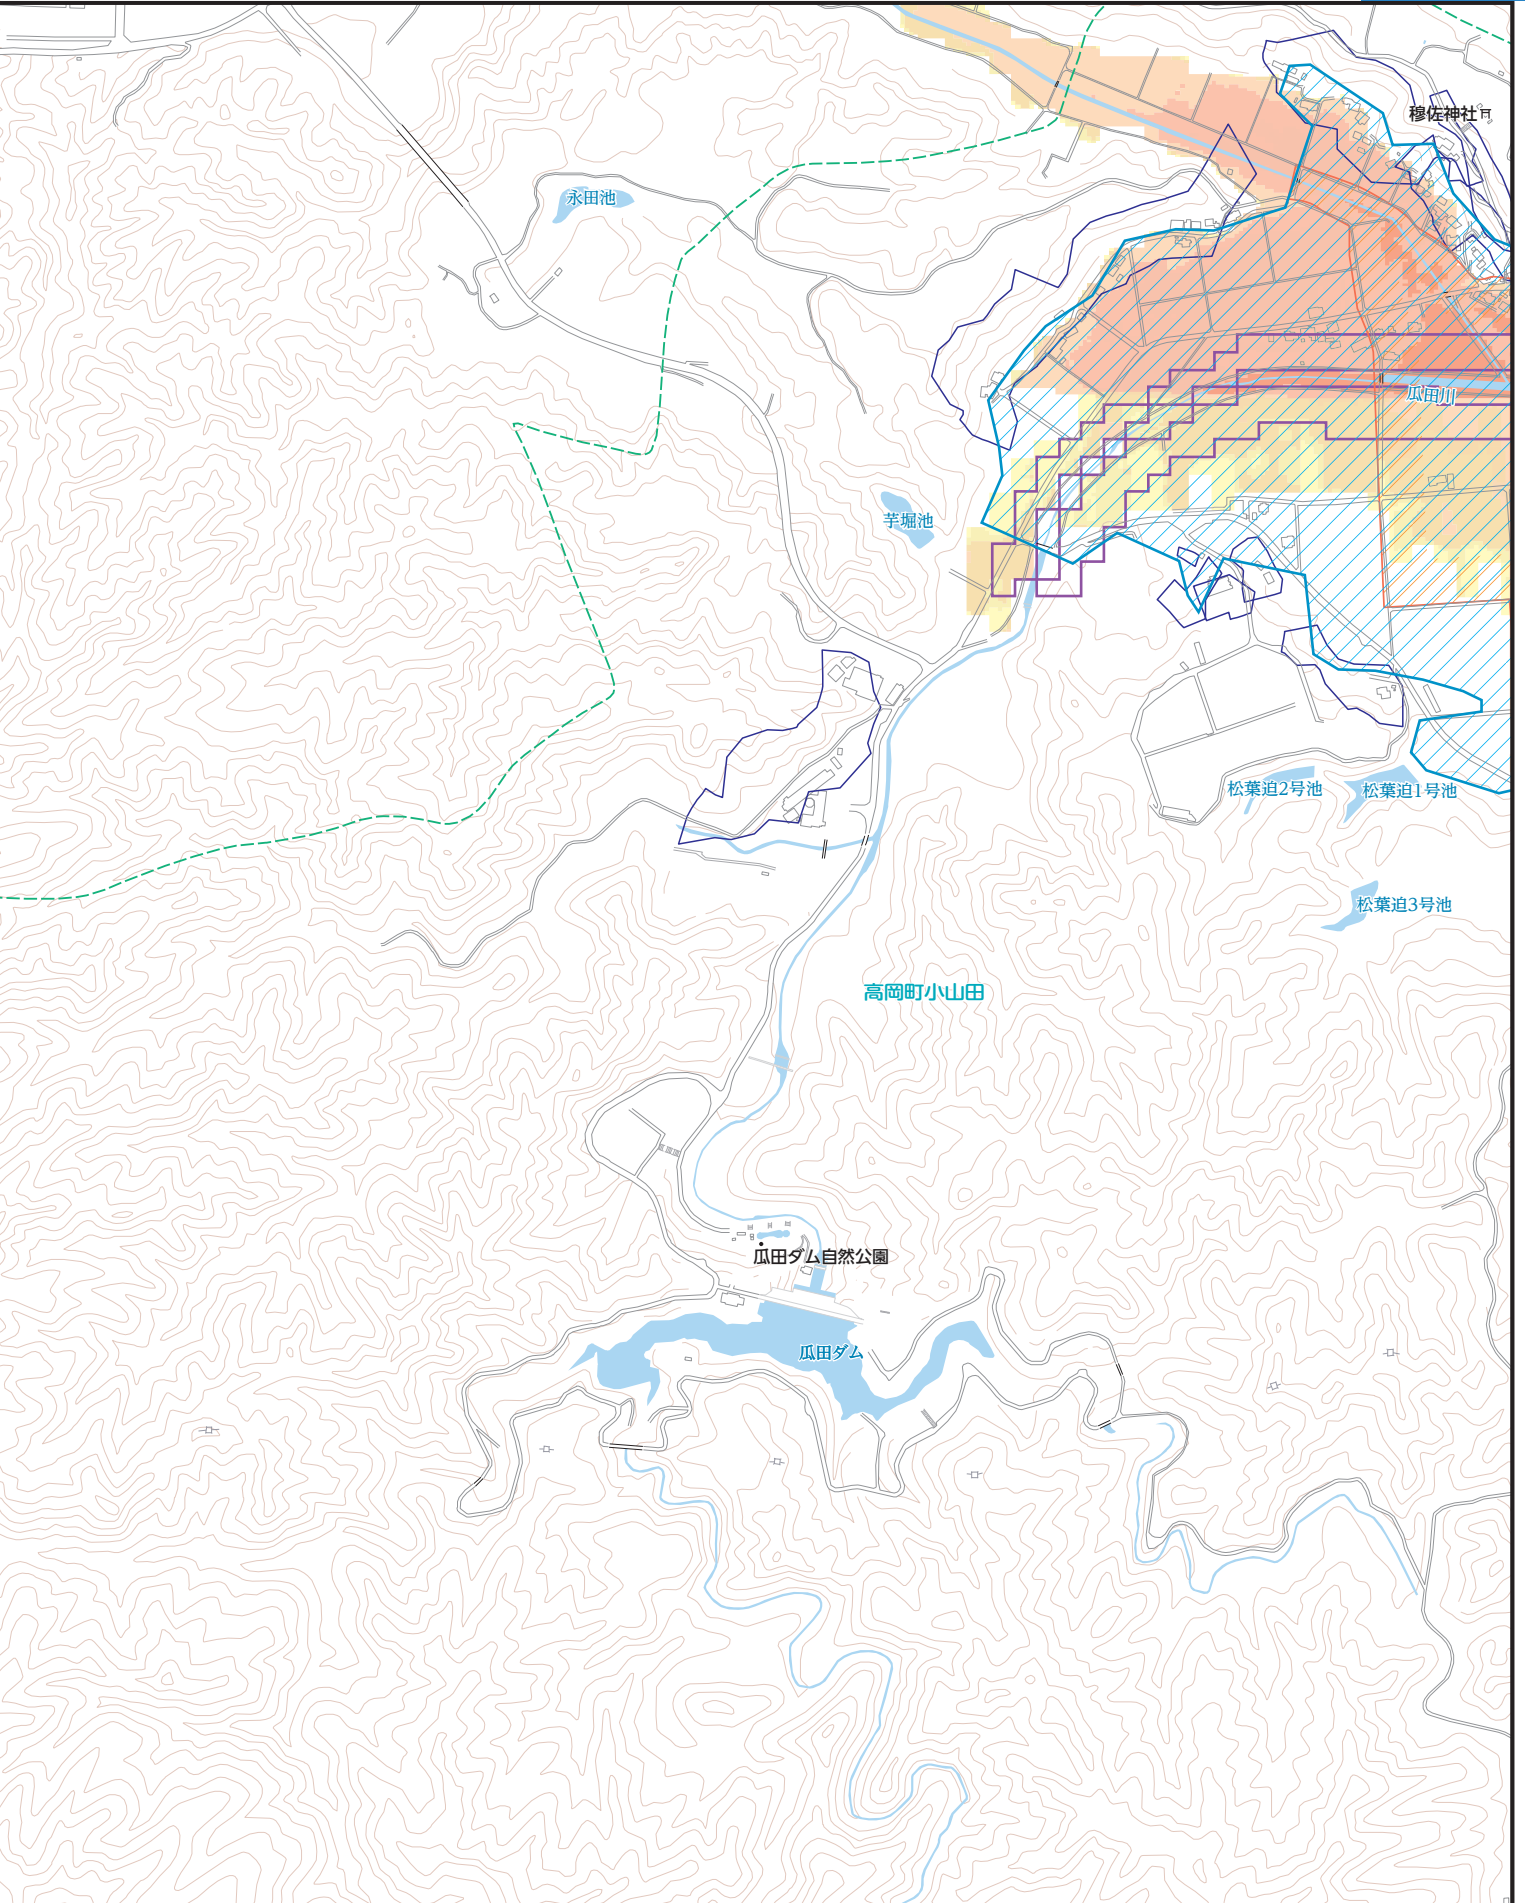 穆佐神社
永田池
瓜田川
芋堀池
松葉迫2号池
松葉迫1号池
松葉迫3号池
高岡町小山田
瓜田ダム自然公園
瓜田ダム